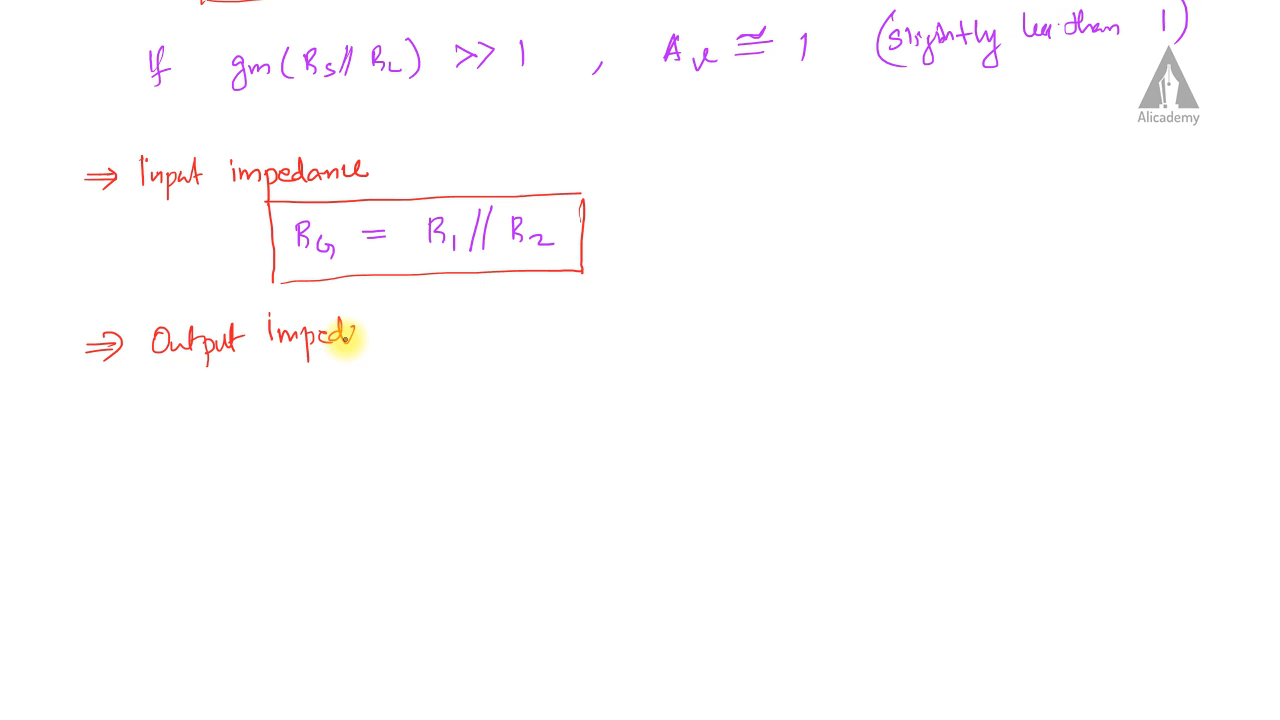 If gm(RS // RL) >> 1 , Av ≅ 1 (slightly less than 1)
Alicademy
⇒ Input impedance
RG = R1 // R2
⇒ Output imped